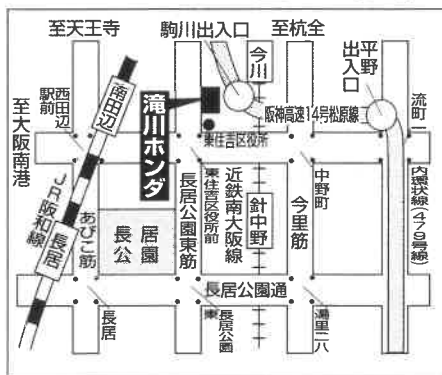 至天王寺
駒川出入口
至杭全
平野
出入口
今川
南田辺
西田辺
駅前
滝川ホンダ
阪神高速14号松原線
流町一
東住吉区役所
至大阪南港
JR阪和線
長居
あびこ筋
長居
公園
長居公園東筋
東住吉区役所前
近鉄南大阪線
針中野
今里筋
中野町
内環状線(479号線)
長居公園通
長居
長居公園
東
湯里二八